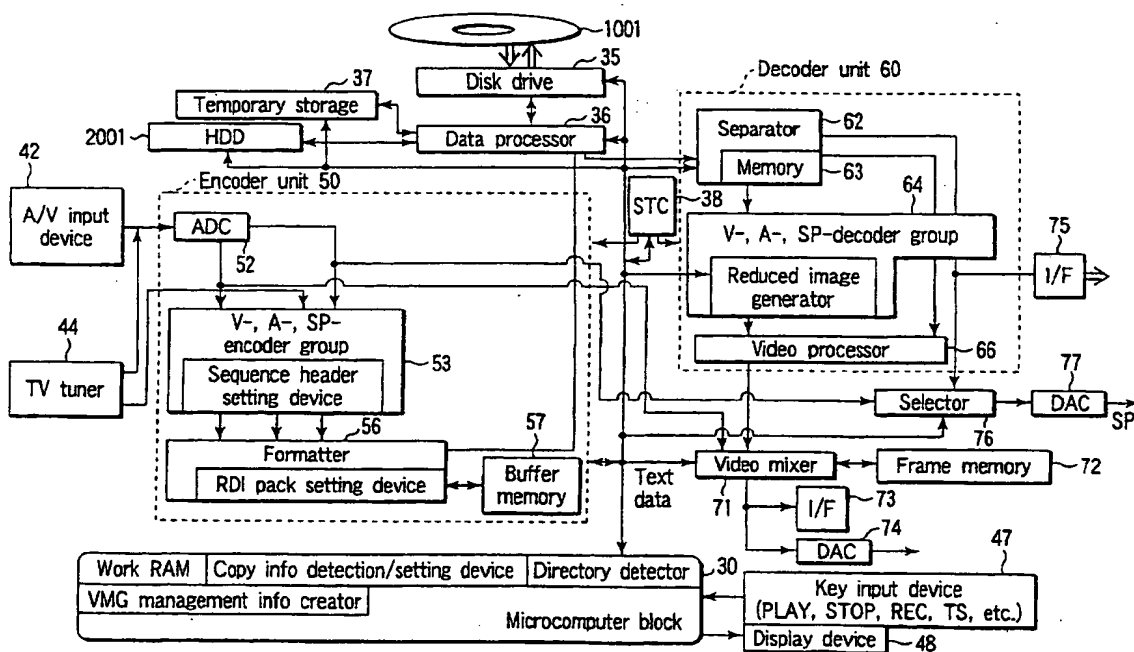 1001
35
Disk drive
Decoder unit 60
37
Temporary storage
36
2001
HDD
Data processor
Separator
62
Memory
63
42
Encoder unit 50
A/V input
device
ADC
52
STC
38
64
V-, A-, SP-decoder group
75
I/F
Reduced image
generator
V-, A-, SP-
encoder group
53
44
TV tuner
Sequence header
setting device
Video processor
66
77
Selector
76
DAC
SP
56
Formatter
RDI pack setting device
57
Buffer
memory
Text
data
Video mixer
71
Frame memory
72
I/F
73
74
DAC
47
Work RAM
Copy info detection/setting device
Directory detector
30
VMG management info creator
Microcomputer block
Key input device
(PLAY, STOP, REC, TS, etc.)
Display device
48